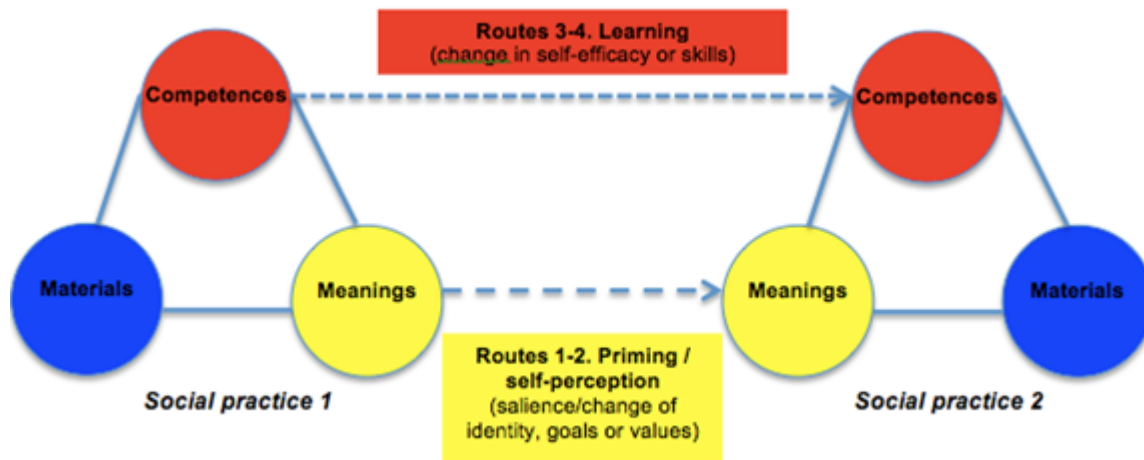 Routes 3-4. Learning
(change in self-efficacy or skills)
Competences
Competences
Materials
Meanings
Meanings
Materials
Routes 1-2. Priming /
self-perception
(salience/change of
identity, goals or values)
Social practice 1
Social practice 2